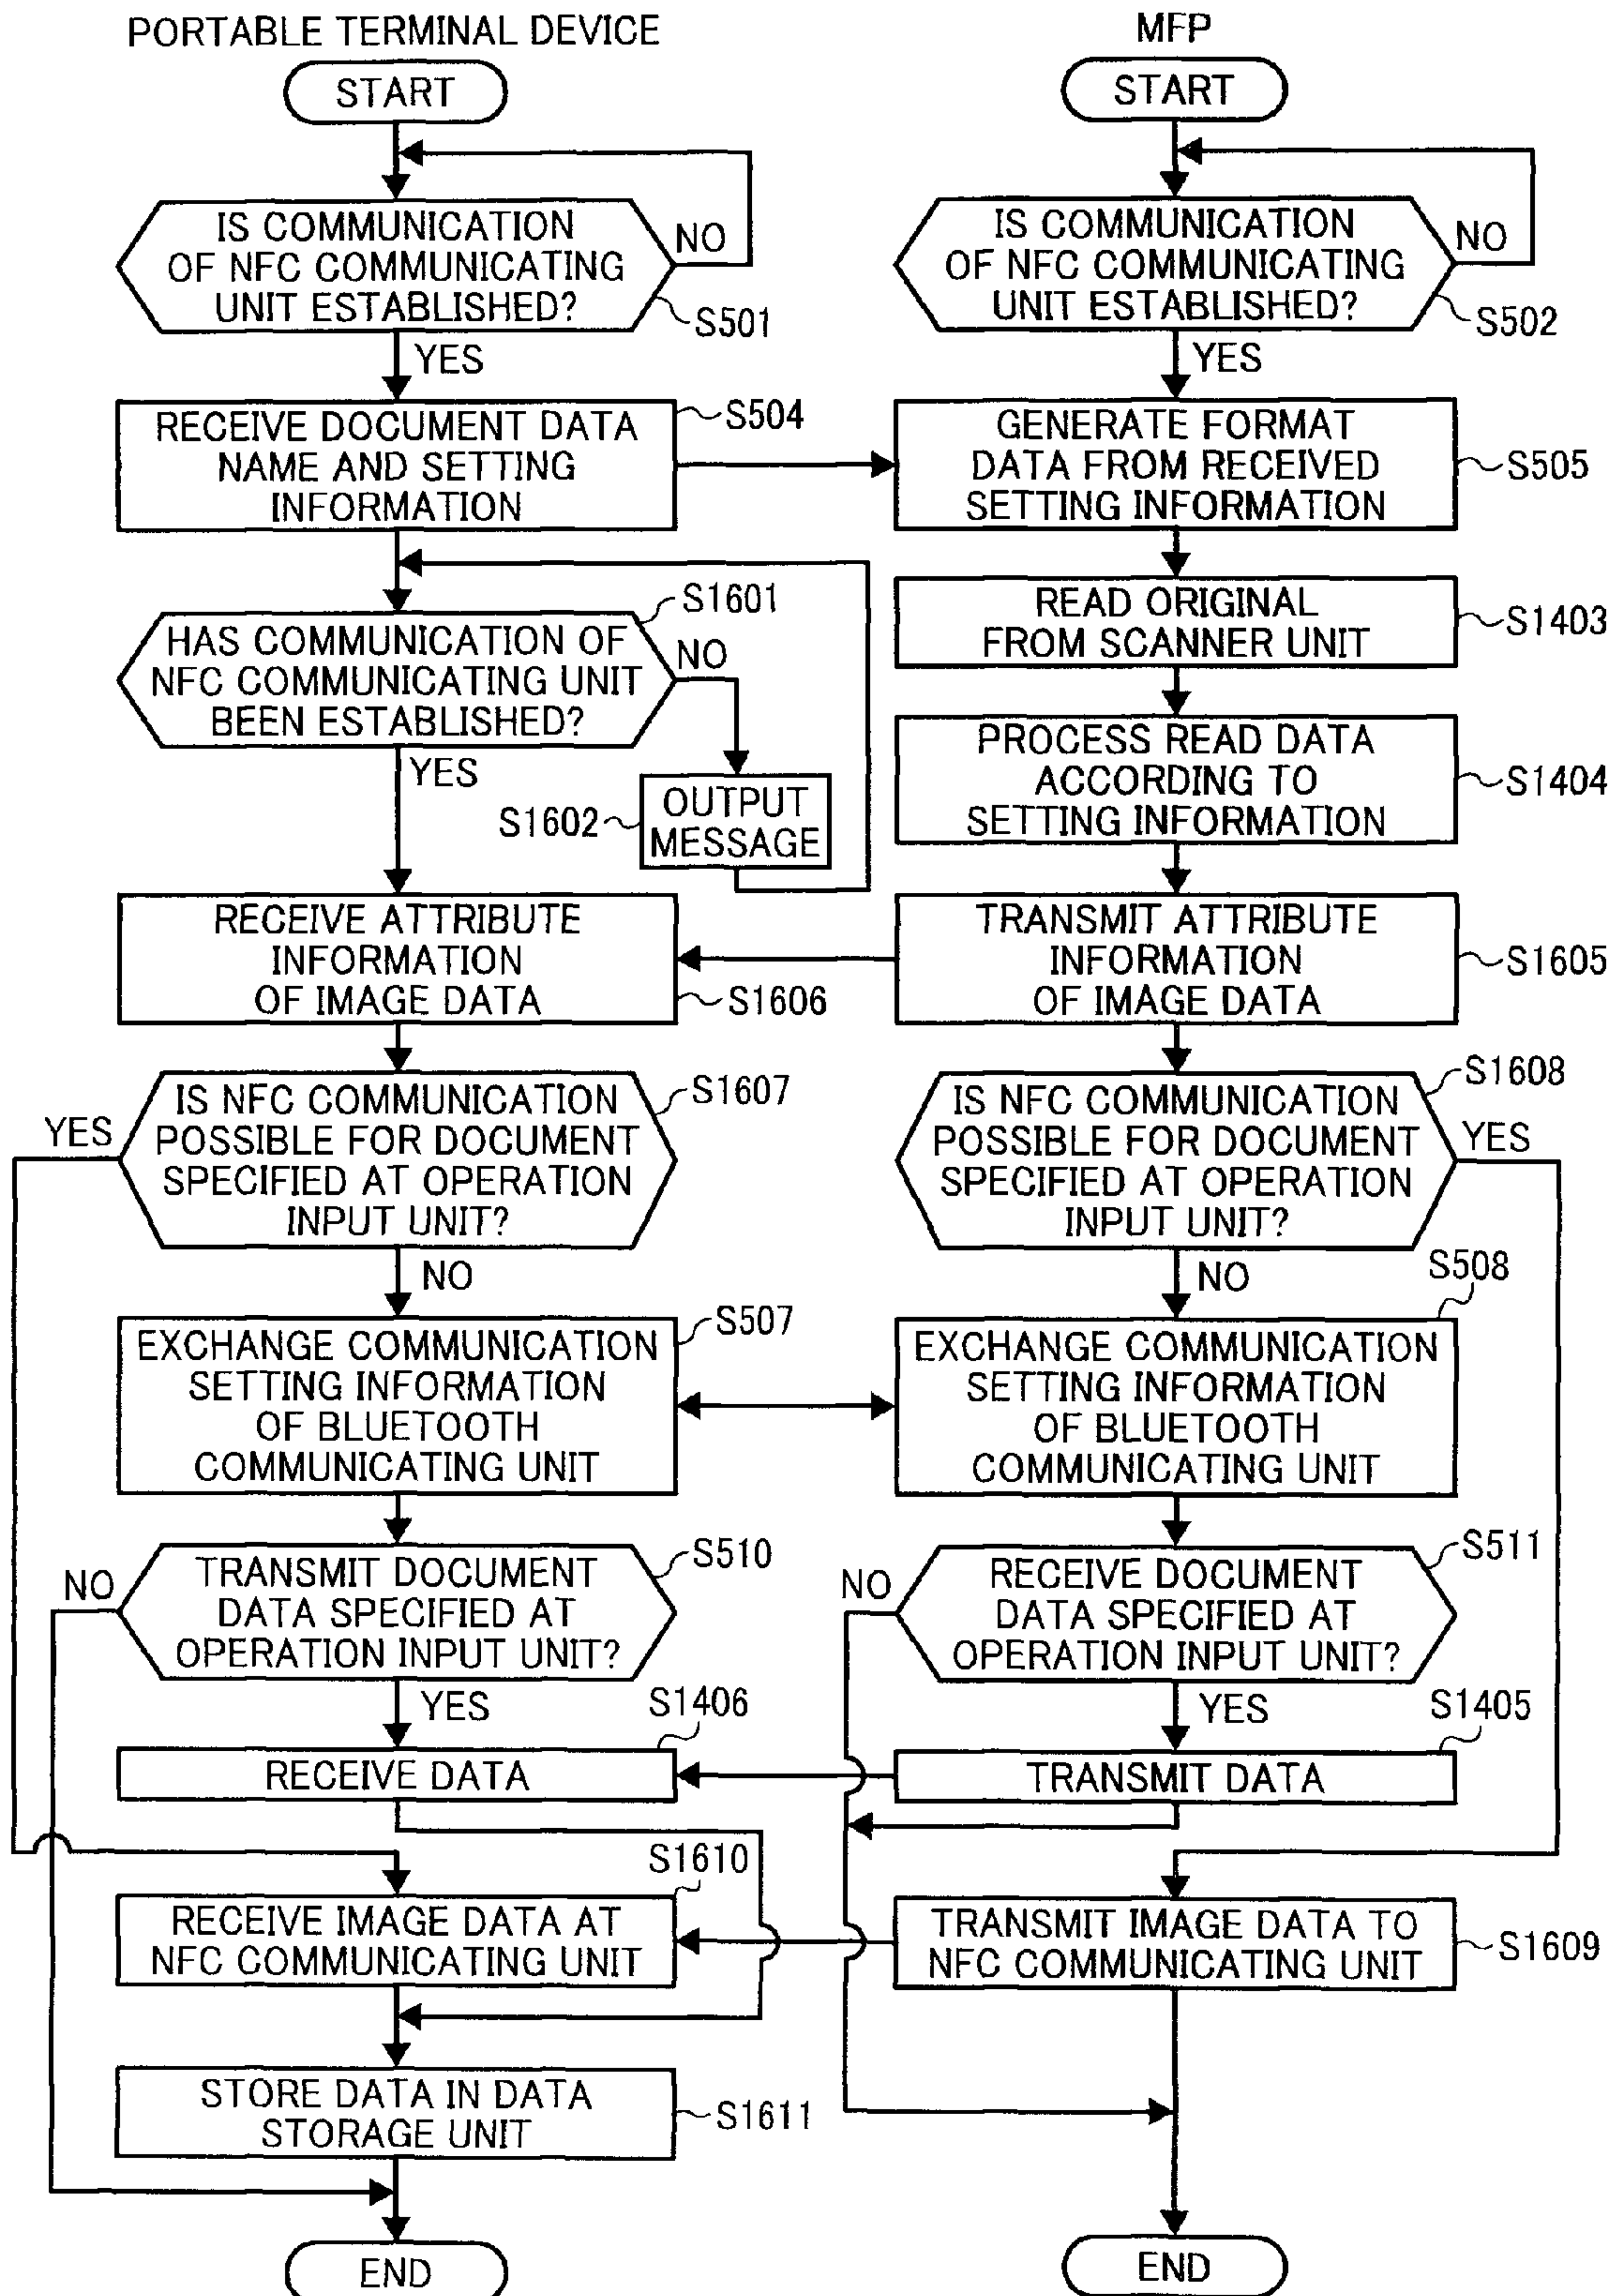 PORTABLE TERMINAL DEVICE
START
IS COMMUNICATION
OF NFC COMMUNICATING
UNIT ESTABLISHED?
NO
S501
YES
RECEIVE DOCUMENT DATA
NAME AND SETTING
INFORMATION
S504
HAS COMMUNICATION OF
NFC COMMUNICATING UNIT
BEEN ESTABLISHED?
S1601
NO
YES
S1602
OUTPUT
MESSAGE
RECEIVE ATTRIBUTE
INFORMATION
OF IMAGE DATA
S1606
IS NFC COMMUNICATION
POSSIBLE FOR DOCUMENT
SPECIFIED AT OPERATION
INPUT UNIT?
S1607
YES
NO
EXCHANGE COMMUNICATION
SETTING INFORMATION
OF BLUETOOTH
COMMUNICATING UNIT
S507
TRANSMIT DOCUMENT
DATA SPECIFIED AT
OPERATION INPUT UNIT?
S510
NO
YES
S1406
RECEIVE DATA
S1610
RECEIVE IMAGE DATA AT
NFC COMMUNICATING UNIT
STORE DATA IN DATA
STORAGE UNIT
S1611
END
MFP
START
IS COMMUNICATION
OF NFC COMMUNICATING
UNIT ESTABLISHED?
NO
S502
YES
GENERATE FORMAT
DATA FROM RECEIVED
SETTING INFORMATION
S505
READ ORIGINAL
FROM SCANNER UNIT
S1403
PROCESS READ DATA
ACCORDING TO
SETTING INFORMATION
S1404
TRANSMIT ATTRIBUTE
INFORMATION
OF IMAGE DATA
S1605
IS NFC COMMUNICATION
POSSIBLE FOR DOCUMENT
SPECIFIED AT OPERATION
INPUT UNIT?
S1608
YES
NO
S508
EXCHANGE COMMUNICATION
SETTING INFORMATION
OF BLUETOOTH
COMMUNICATING UNIT
RECEIVE DOCUMENT
DATA SPECIFIED AT
OPERATION INPUT UNIT?
S511
NO
YES
S1405
TRANSMIT DATA
TRANSMIT IMAGE DATA TO
NFC COMMUNICATING UNIT
S1609
END